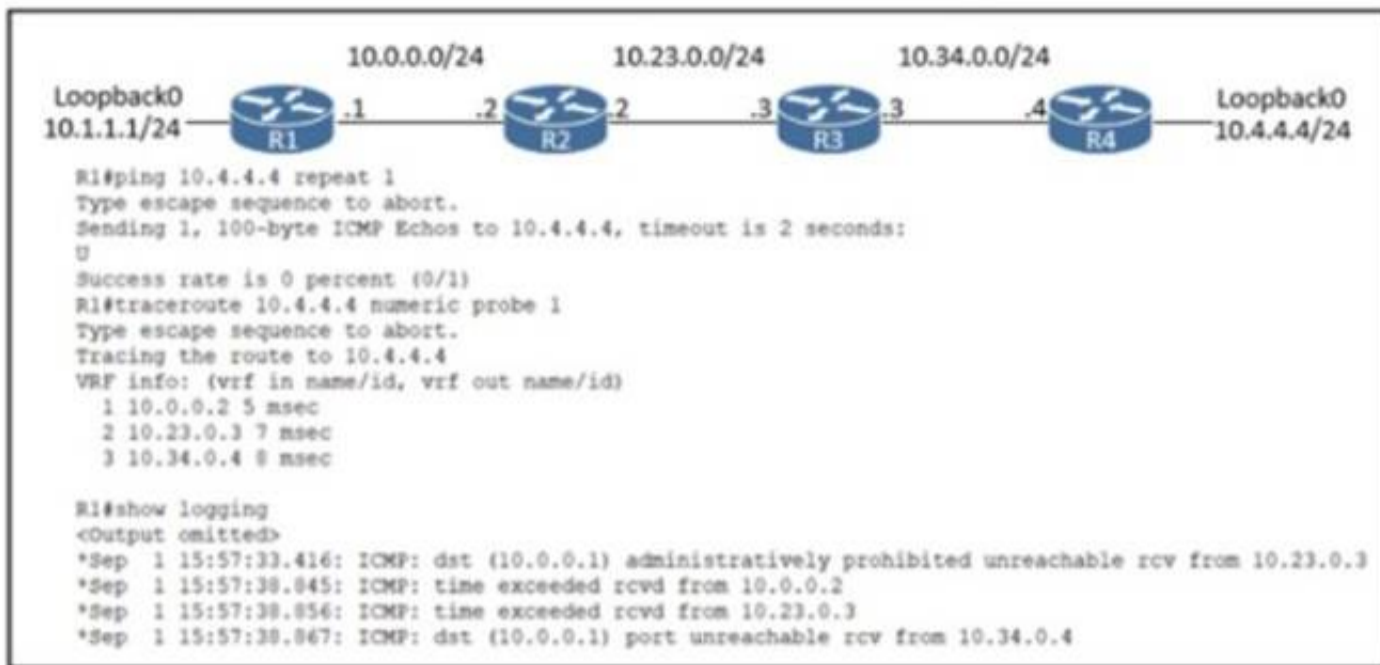 10.0.0.0/24 10.23.0.0/24 10.34.0.0/24
Loopback0 Loopback0
.1 .2 .2 .3 .3 .4
10.1.1.1/24 10.4.4.4/24
R1 R2 R3 R4
R1#ping 10.4.4.4 repeat 1
Type escape sequence to abort.
Sending 1, 100-byte ICMP Echos to 10.4.4.4, timeout is 2 seconds:
U
Success rate is 0 percent (0/1)
R1#traceroute 10.4.4.4 numeric probe 1
Type escape sequence to abort.
Tracing the route to 10.4.4.4
VRF info: (vrf in name/id, vrf out name/id)
1 10.0.0.2 5 msec
2 10.23.0.3 7 msec
3 10.34.0.4 8 msec
R1#show logging
<Output omitted>
*Sep 1 15:57:33.416: ICMP: dst (10.0.0.1) administratively prohibited unreachable rcv from 10.23.0.3
*Sep 1 15:57:38.845: ICMP: time exceeded rcvd from 10.0.0.2
*Sep 1 15:57:38.856: ICMP: time exceeded rcvd from 10.23.0.3
*Sep 1 15:57:38.867: ICMP: dst (10.0.0.1) port unreachable rcv from 10.34.0.4